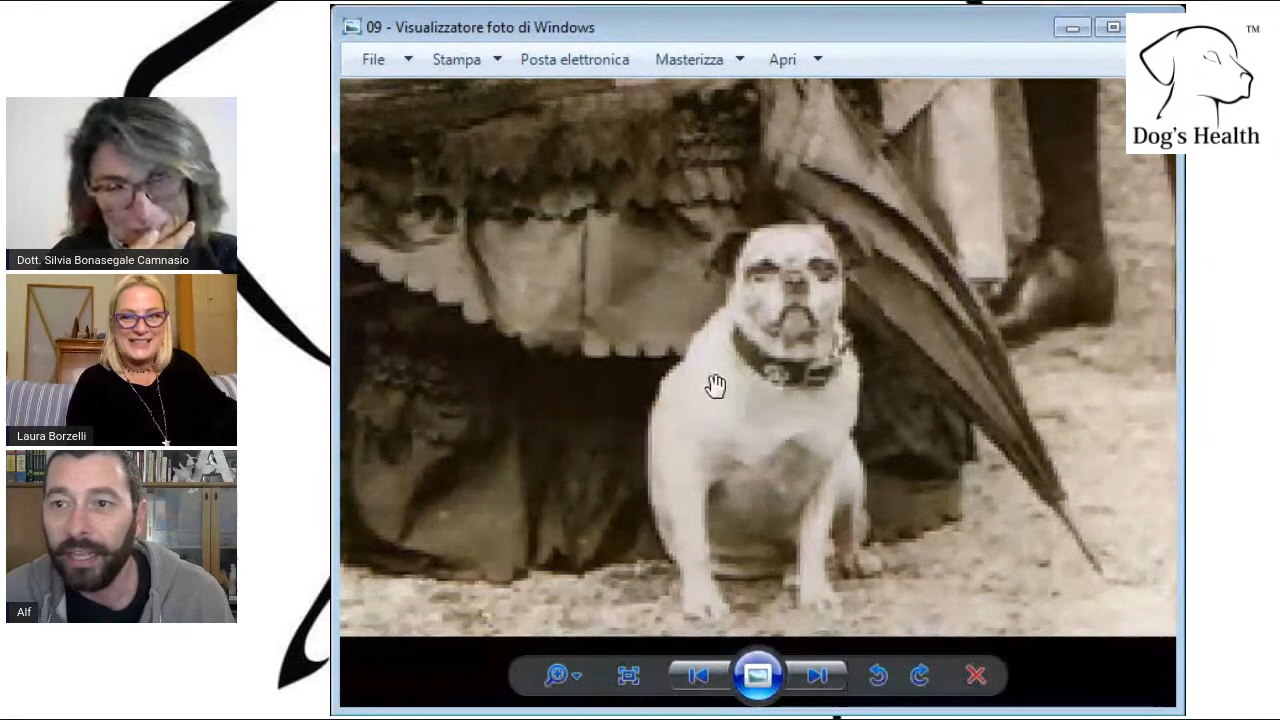 09 - Visualizzatore foto di Windows
File
Stampa
Posta elettronica
Masterizza
Apri
TM
Dog's Health
Dott. Silvia Bonasegale Camnasio
Laura Borzelli
Alf